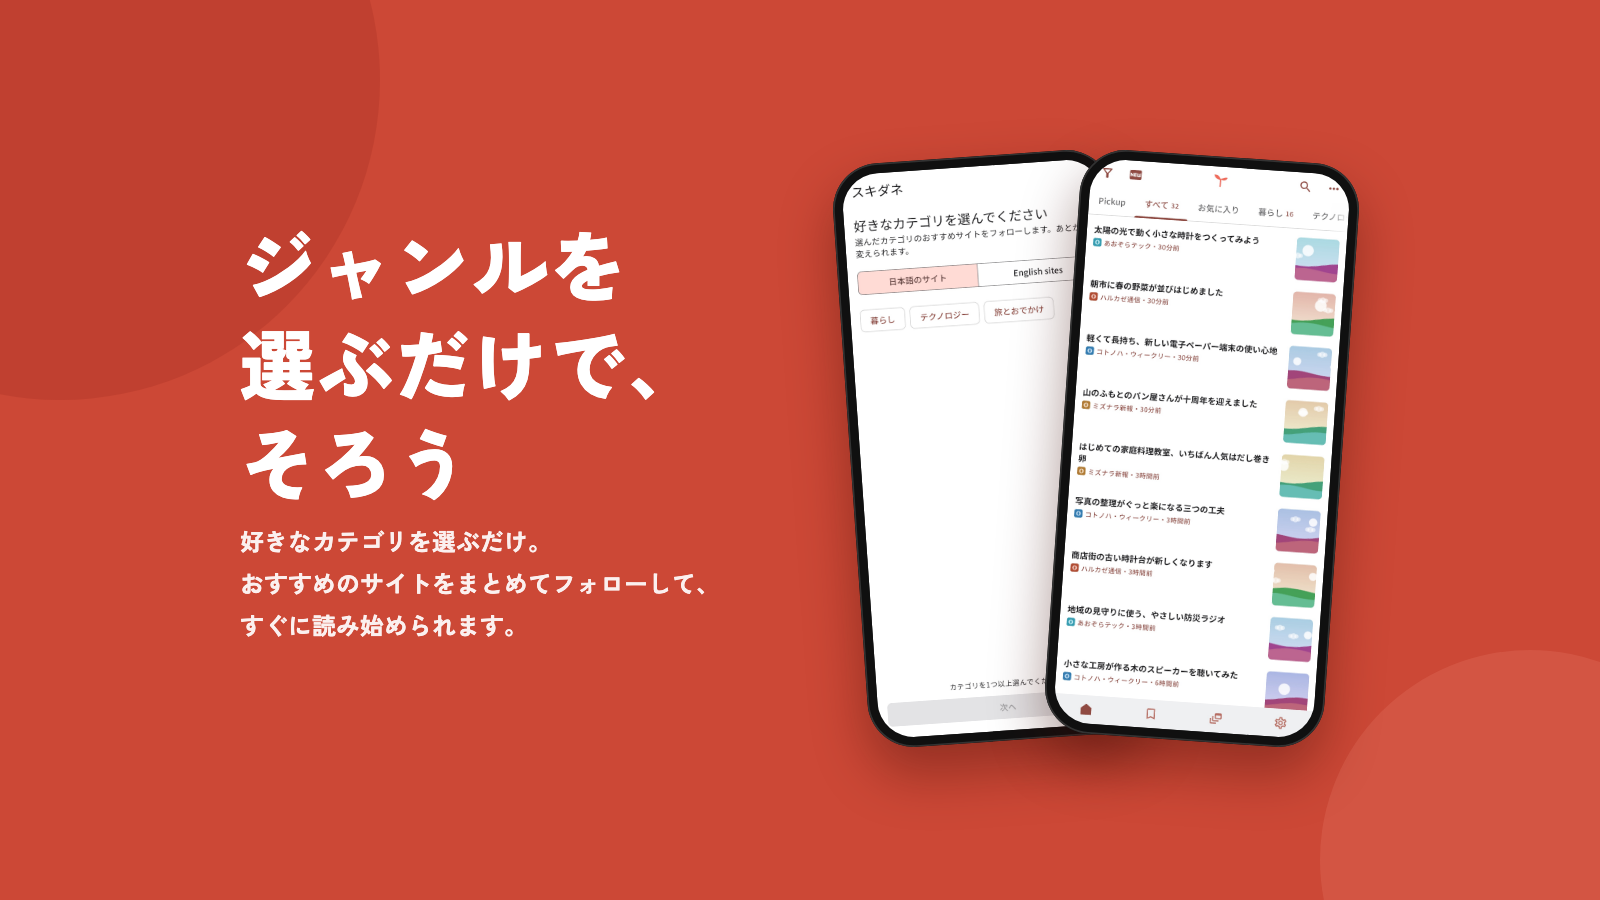 ジャンルを
選ぶだけで、
そろう
好きなカテゴリを選ぶだけ。
おすすめのサイトをまとめてフォローして、
すぐに読み始められます。
スキダネ
好きなカテゴリを選んでください
選んだカテゴリのおすすめサイトをフォローします。あとか
変えられます。
日本語のサイト
English sites
暮らし
テクノロジー
旅とおでかけ
カテゴリを1つ以上選んでくだ
次へ
NEW
Pickup
すべて 32
お気に入り
暮らし 16
テクノロ
太陽の光で動く小さな時計をつくってみよう
あおぞらテック・30分前
朝市に春の野菜が並びはじめました
ハルカゼ通信・30分前
軽くて長持ち、新しい電子ペーパー端末の使い心地
コトノハ・ウィークリー・30分前
山のふもとのパン屋さんが十周年を迎えました
ミズナラ新報・30分前
はじめての家庭料理教室、いちばん人気はだし巻き
卵
ミズナラ新報・3時間前
写真の整理がぐっと楽になる三つの工夫
コトノハ・ウィークリー・3時間前
商店街の古い時計台が新しくなります
ハルカゼ通信・3時間前
地域の見守りに使う、やさしい防災ラジオ
あおぞらテック・3時間前
小さな工房が作る木のスピーカーを聴いてみた
コトノハ・ウィークリー・6時間前